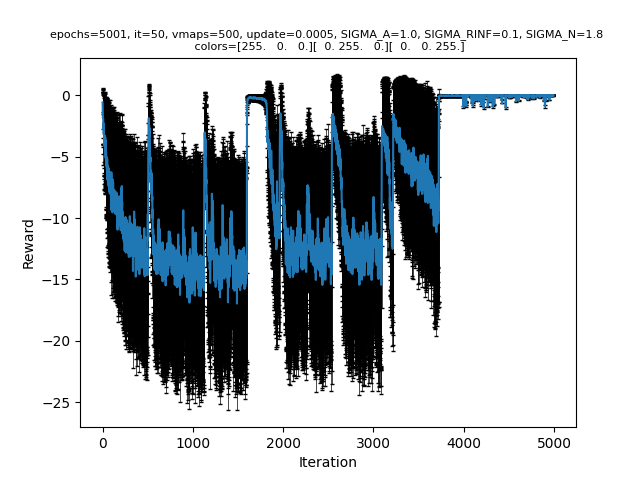 epochs=5001, it=50, vmaps=500, update=0.0005, SIGMA_A=1.0, SIGMA_RINF=0.1, SIGMA_N=1.8
colors=[255.   0.   0.][  0. 255.   0.][  0.   0. 255.]
0
−5
−10
−15
−20
−25
Reward
0 1000 2000 3000 4000 5000
Iteration